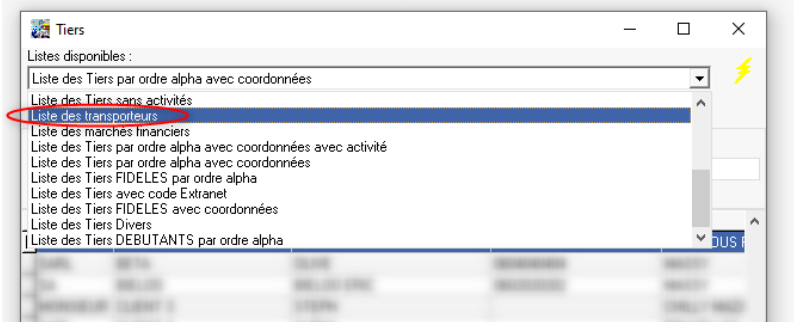 Tiers
Listes disponibles :
Liste des Tiers par ordre alpha avec coordonnées
Liste des Tiers sans activités
Liste des transporteurs
Liste des marchés financiers
Liste des Tiers par ordre alpha avec coordonnées avec activité
Liste des Tiers par ordre alpha avec coordonnées
Liste des Tiers FIDELES par ordre alpha
Liste des Tiers avec code Extranet
Liste des Tiers FIDELES avec coordonnées
Liste des Tiers Divers
Liste des Tiers DEBUTANTS par ordre alpha